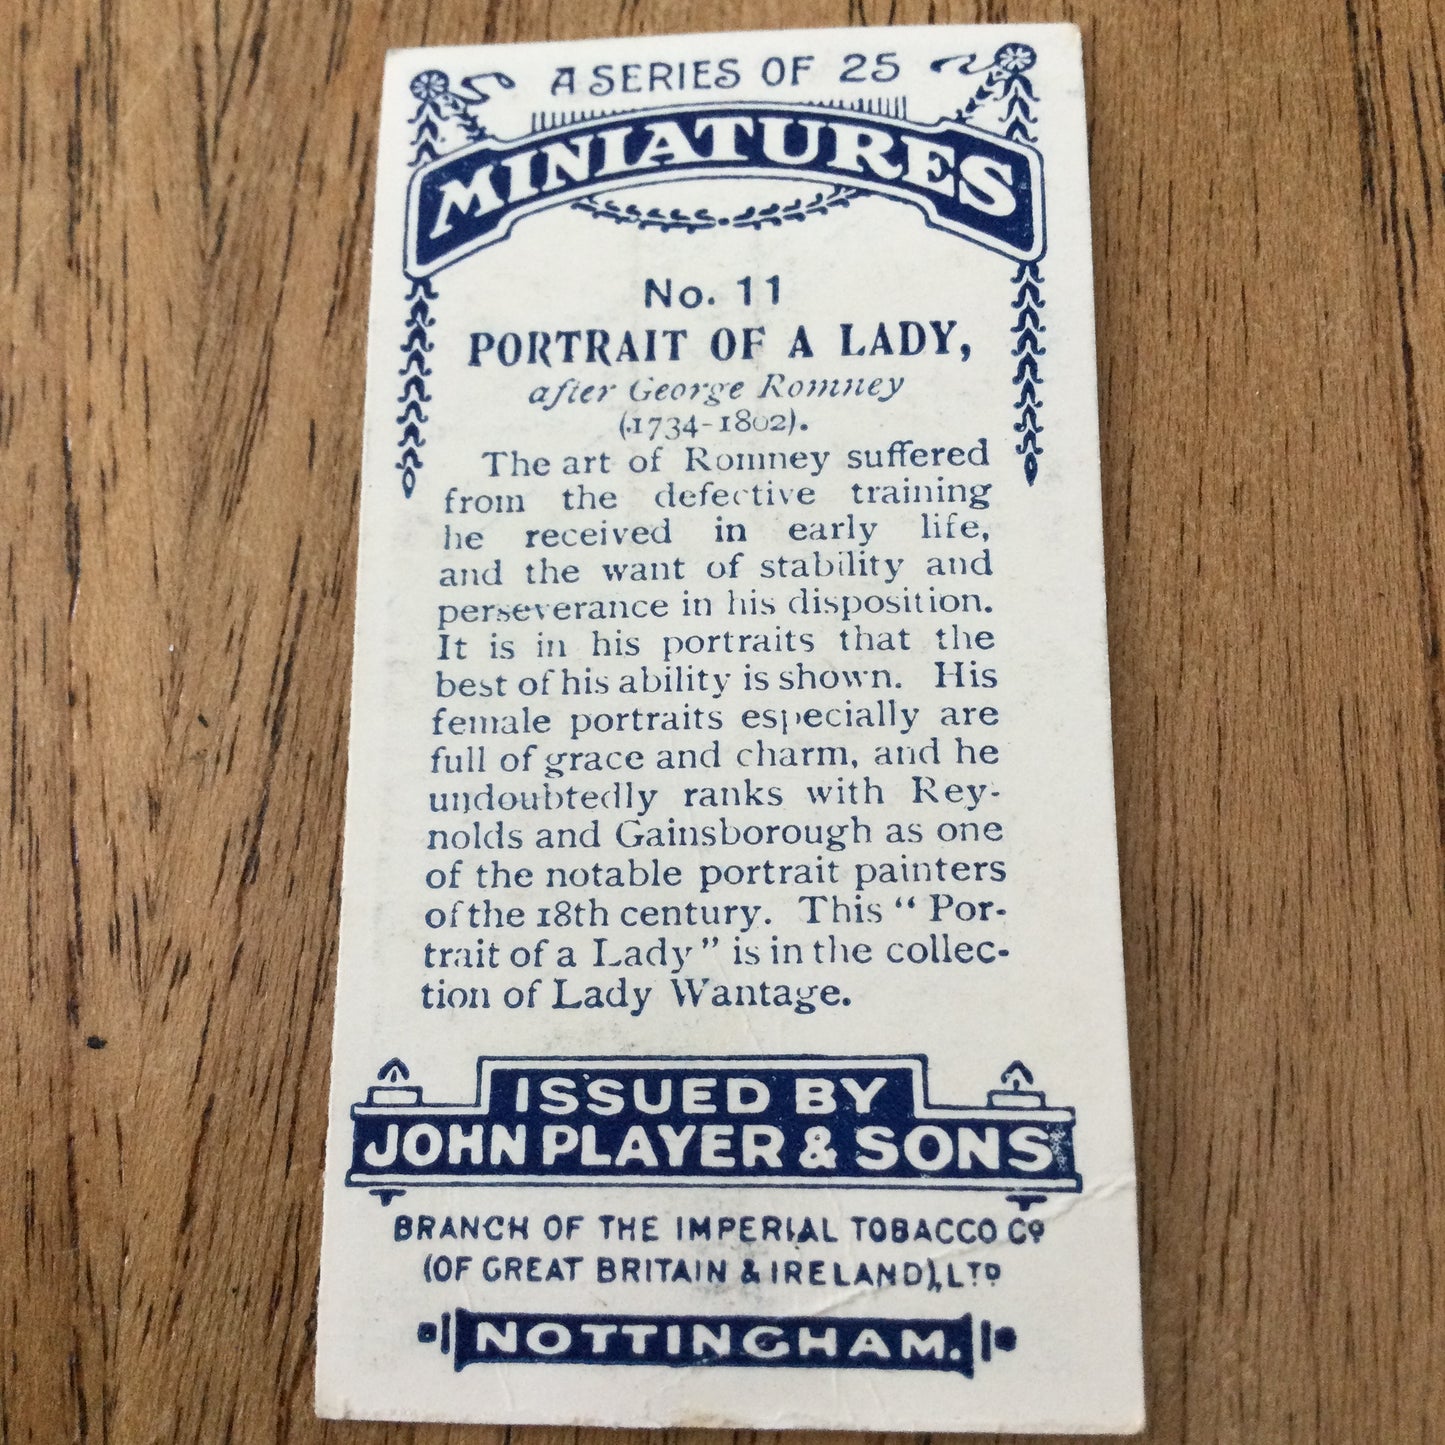 A SERIES OF 25
MINIATURES
No. 11
PORTRAIT OF A LADY,
after George Romney
(1734-1802).
The art of Romney suffered
from the defective training
he received in early life,
and the want of stability and
perseverance in his disposition.
It is in his portraits that the
best of his ability is shown. His
female portraits especially are
full of grace and charm, and he
undoubtedly ranks with Rey-
nolds and Gainsborough as one
of the notable portrait painters
of the 18th century. This “ Por-
trait of a Lady ” is in the collec-
tion of Lady Wantage.
ISSUED BY
JOHN PLAYER & SONS
BRANCH OF THE IMPERIAL TOBACCO Co
(OF GREAT BRITAIN & IRELAND), LTD
NOTTINGHAM.